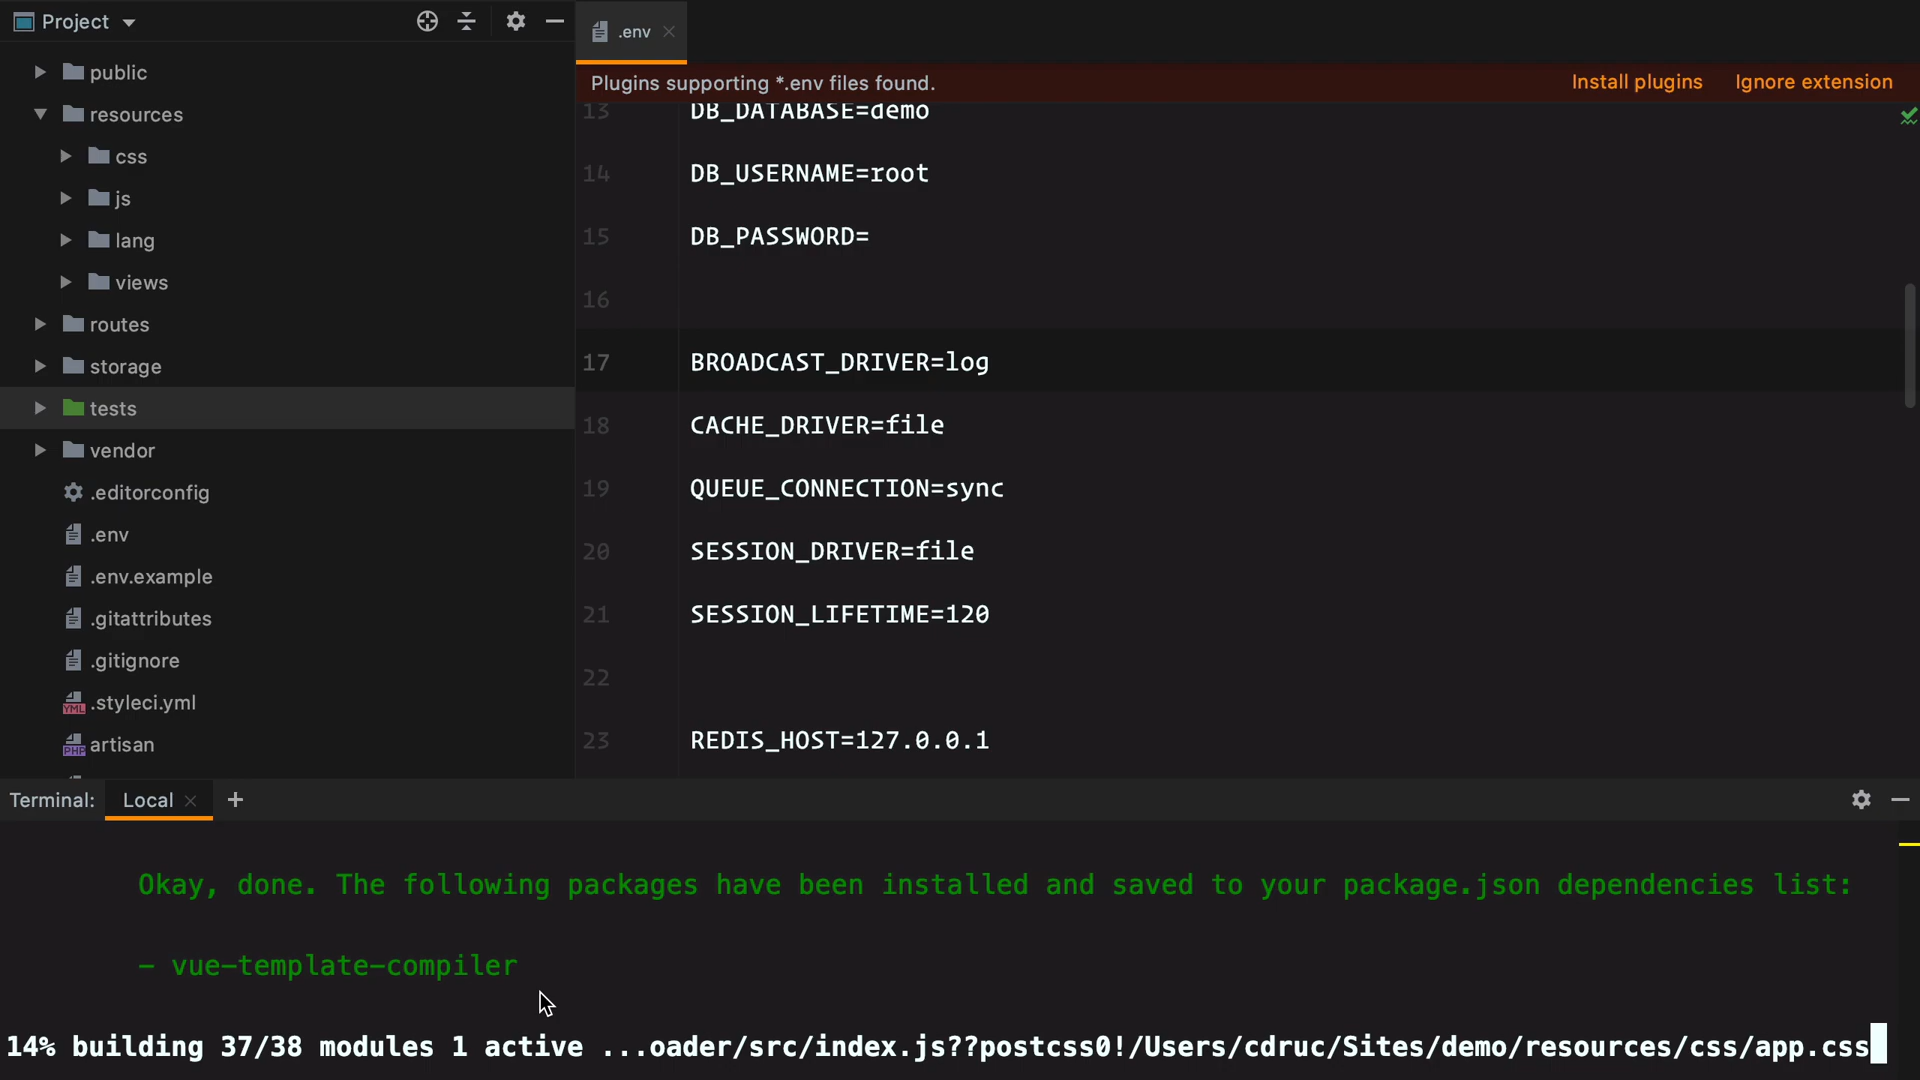 Project
public
resources
css
js
lang
views
routes
storage
tests
vendor
.editorconfig
.env
.env.example
.gitattributes
.gitignore
YML .styleci.yml
PHP artisan
.env
Plugins supporting *.env files found.
Install plugins
Ignore extension
13 DB_DATABASE=demo
14 DB_USERNAME=root
15 DB_PASSWORD=
16
17 BROADCAST_DRIVER=log
18 CACHE_DRIVER=file
19 QUEUE_CONNECTION=sync
20 SESSION_DRIVER=file
21 SESSION_LIFETIME=120
22
23 REDIS_HOST=127.0.0.1
Terminal: Local +
Okay, done. The following packages have been installed and saved to your package.json dependencies list:
- vue-template-compiler
14% building 37/38 modules 1 active ...oader/src/index.js??postcss0!/Users/cdruc/Sites/demo/resources/css/app.css